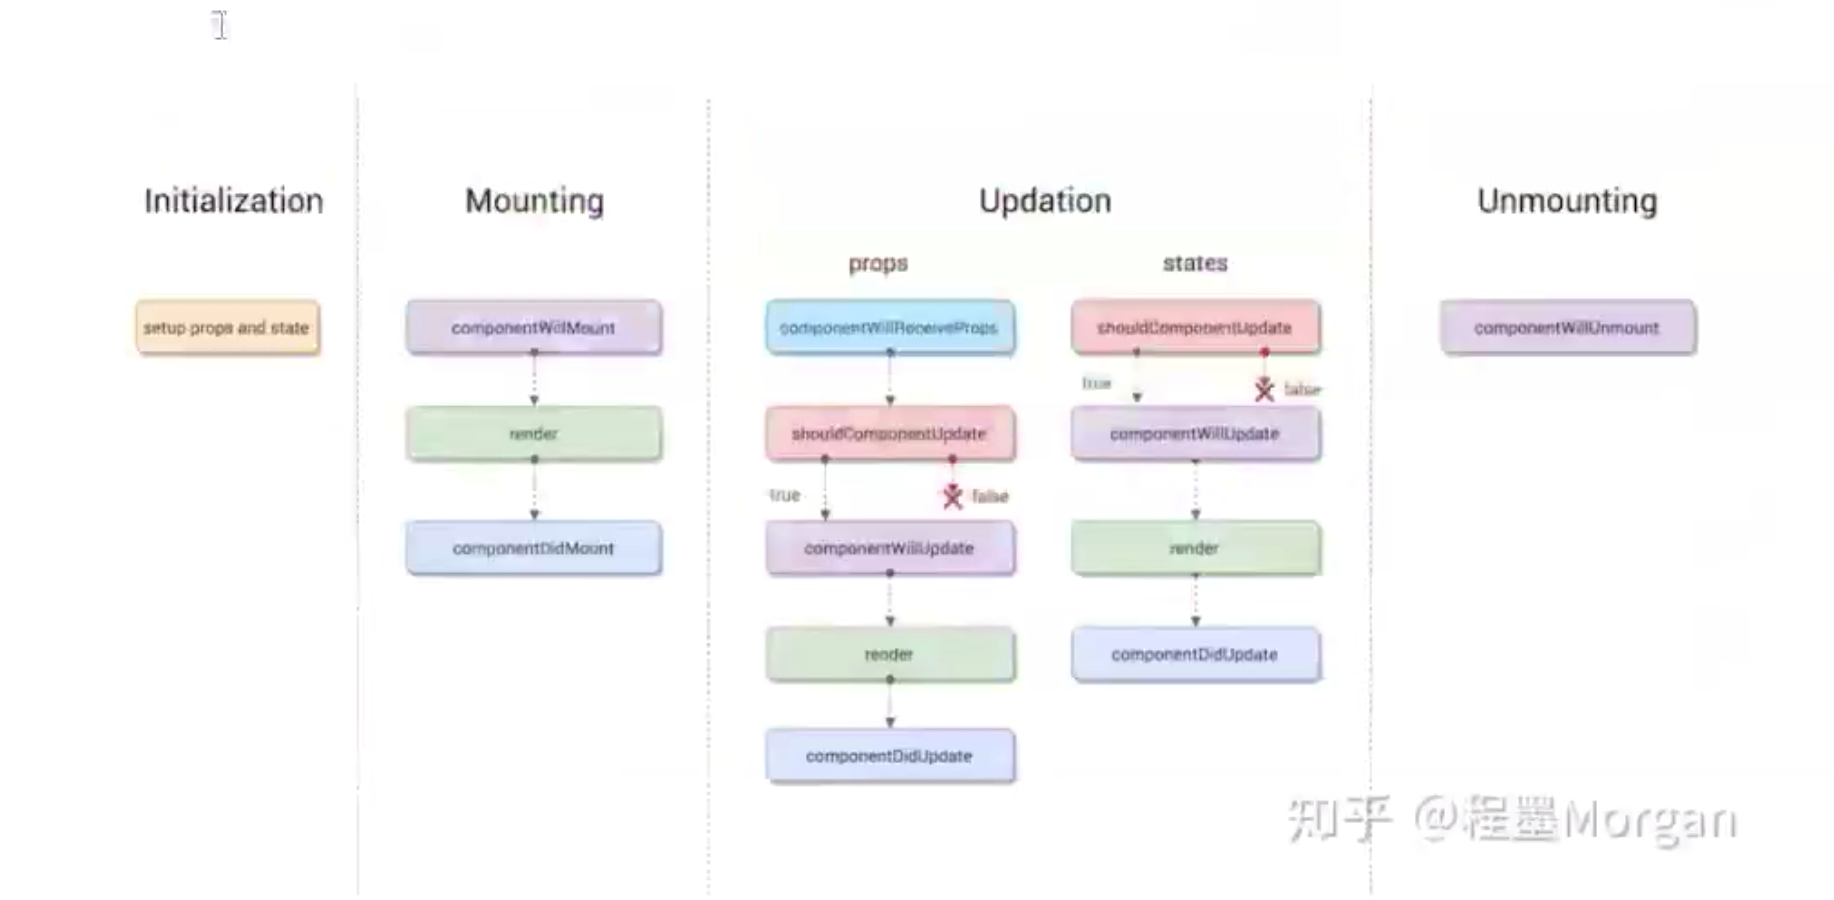 Initialization
Mounting
Updation
Unmounting
props
states
setup props and state
componentWillMount
componentWillReceiveProps
shouldComponentUpdate
componentWillUnmount
true
false
render
shouldComponentUpdate
componentWillUpdate
true
false
componentDidMount
componentWillUpdate
render
render
componentDidUpdate
componentDidUpdate
知乎 @程墨Morgan